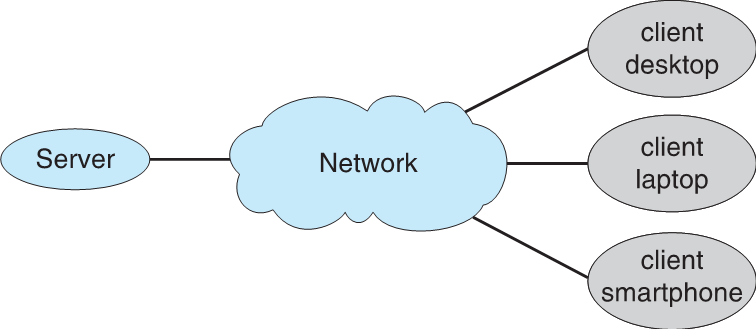 Server
Network
client
desktop
client
laptop
client
smartphone